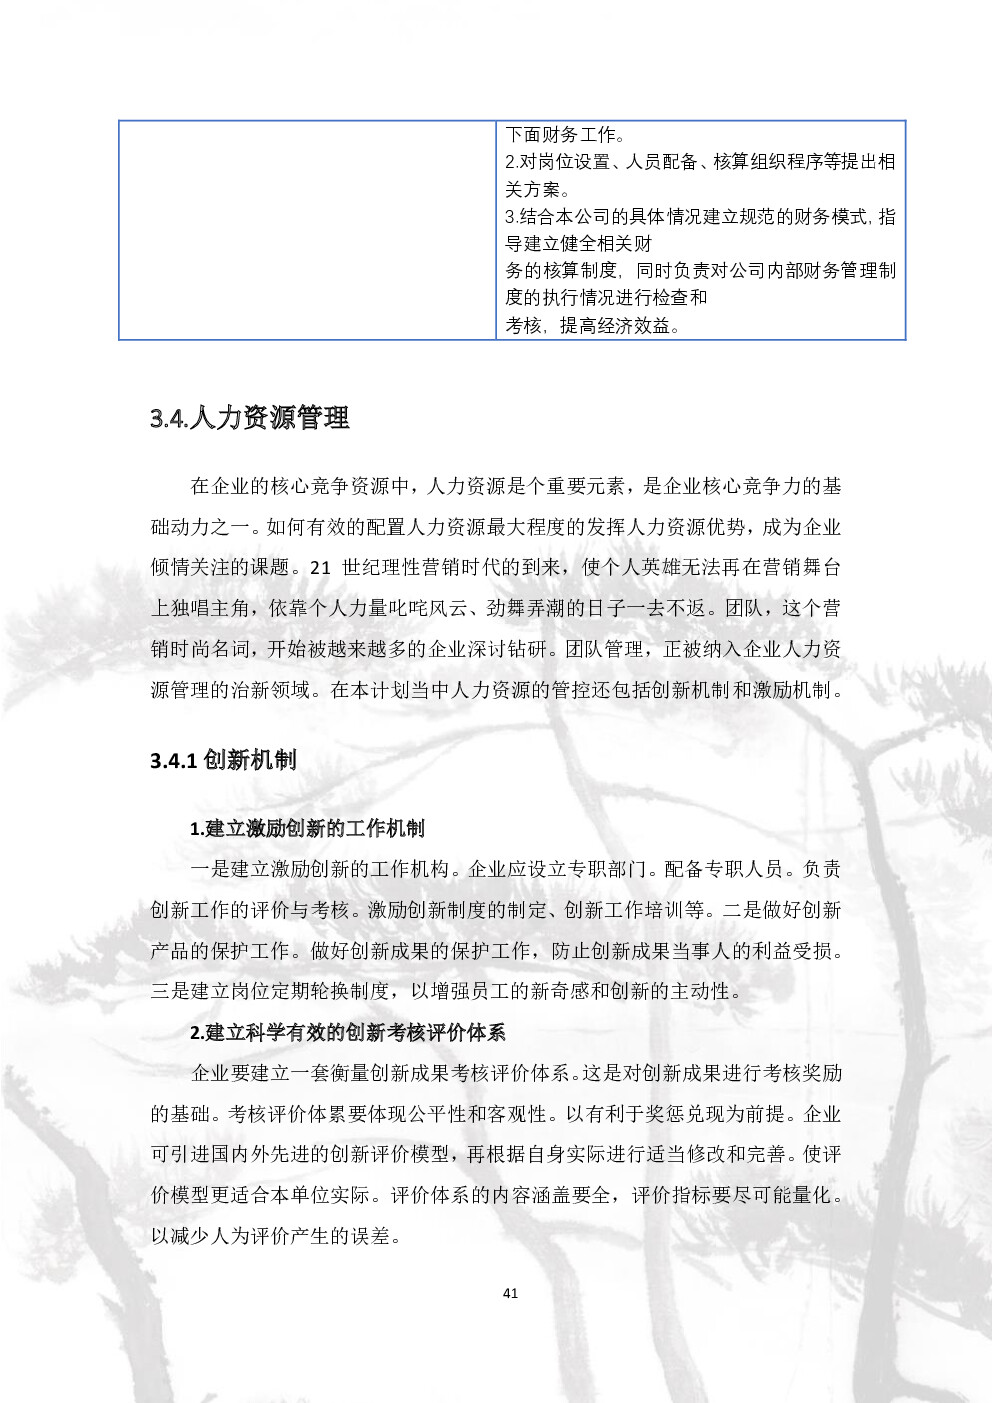 下面财务工作。
2.对岗位设置、人员配备、核算组织程序等提出相
关方案。
3.结合本公司的具体情况建立规范的财务模式, 指
导建立健全相关财
务的核算制度，同时负责对公司内部财务管理制
度的执行情况进行检查和
考核，提高经济效益。
3.4.人力资源管理
在企业的核心竞争资源中，人力资源是个重要元素，是企业核心竞争力的基
础动力之一。如何有效的配置人力资源最大程度的发挥人力资源优势，成为企业
倾情关注的课题。21 世纪理性营销时代的到来，使个人英雄无法再在营销舞台
上独唱主角，依靠个人力量叱咤风云、劲舞弄潮的日子一去不返。团队，这个营
销时尚名词，开始被越来越多的企业深讨钻研。团队管理，正被纳入企业人力资
源管理的治新领域。在本计划当中人力资源的管控还包括创新机制和激励机制。
3.4.1 创新机制
1.建立激励创新的工作机制
一是建立激励创新的工作机构。企业应设立专职部门。配备专职人员。负责
创新工作的评价与考核。激励创新制度的制定、创新工作培训等。二是做好创新
产品的保护工作。做好创新成果的保护工作，防止创新成果当事人的利益受损。
三是建立岗位定期轮换制度，以增强员工的新奇感和创新的主动性。
2.建立科学有效的创新考核评价体系
企业要建立一套衡量创新成果考核评价体系。这是对创新成果进行考核奖励
的基础。考核评价体累要体现公平性和客观性。以有利于奖惩兑现为前提。企业
可引进国内外先进的创新评价模型，再根据自身实际进行适当修改和完善。使评
价模型更适合本单位实际。评价体系的内容涵盖要全，评价指标要尽可能量化。
以减少人为评价产生的误差。
41